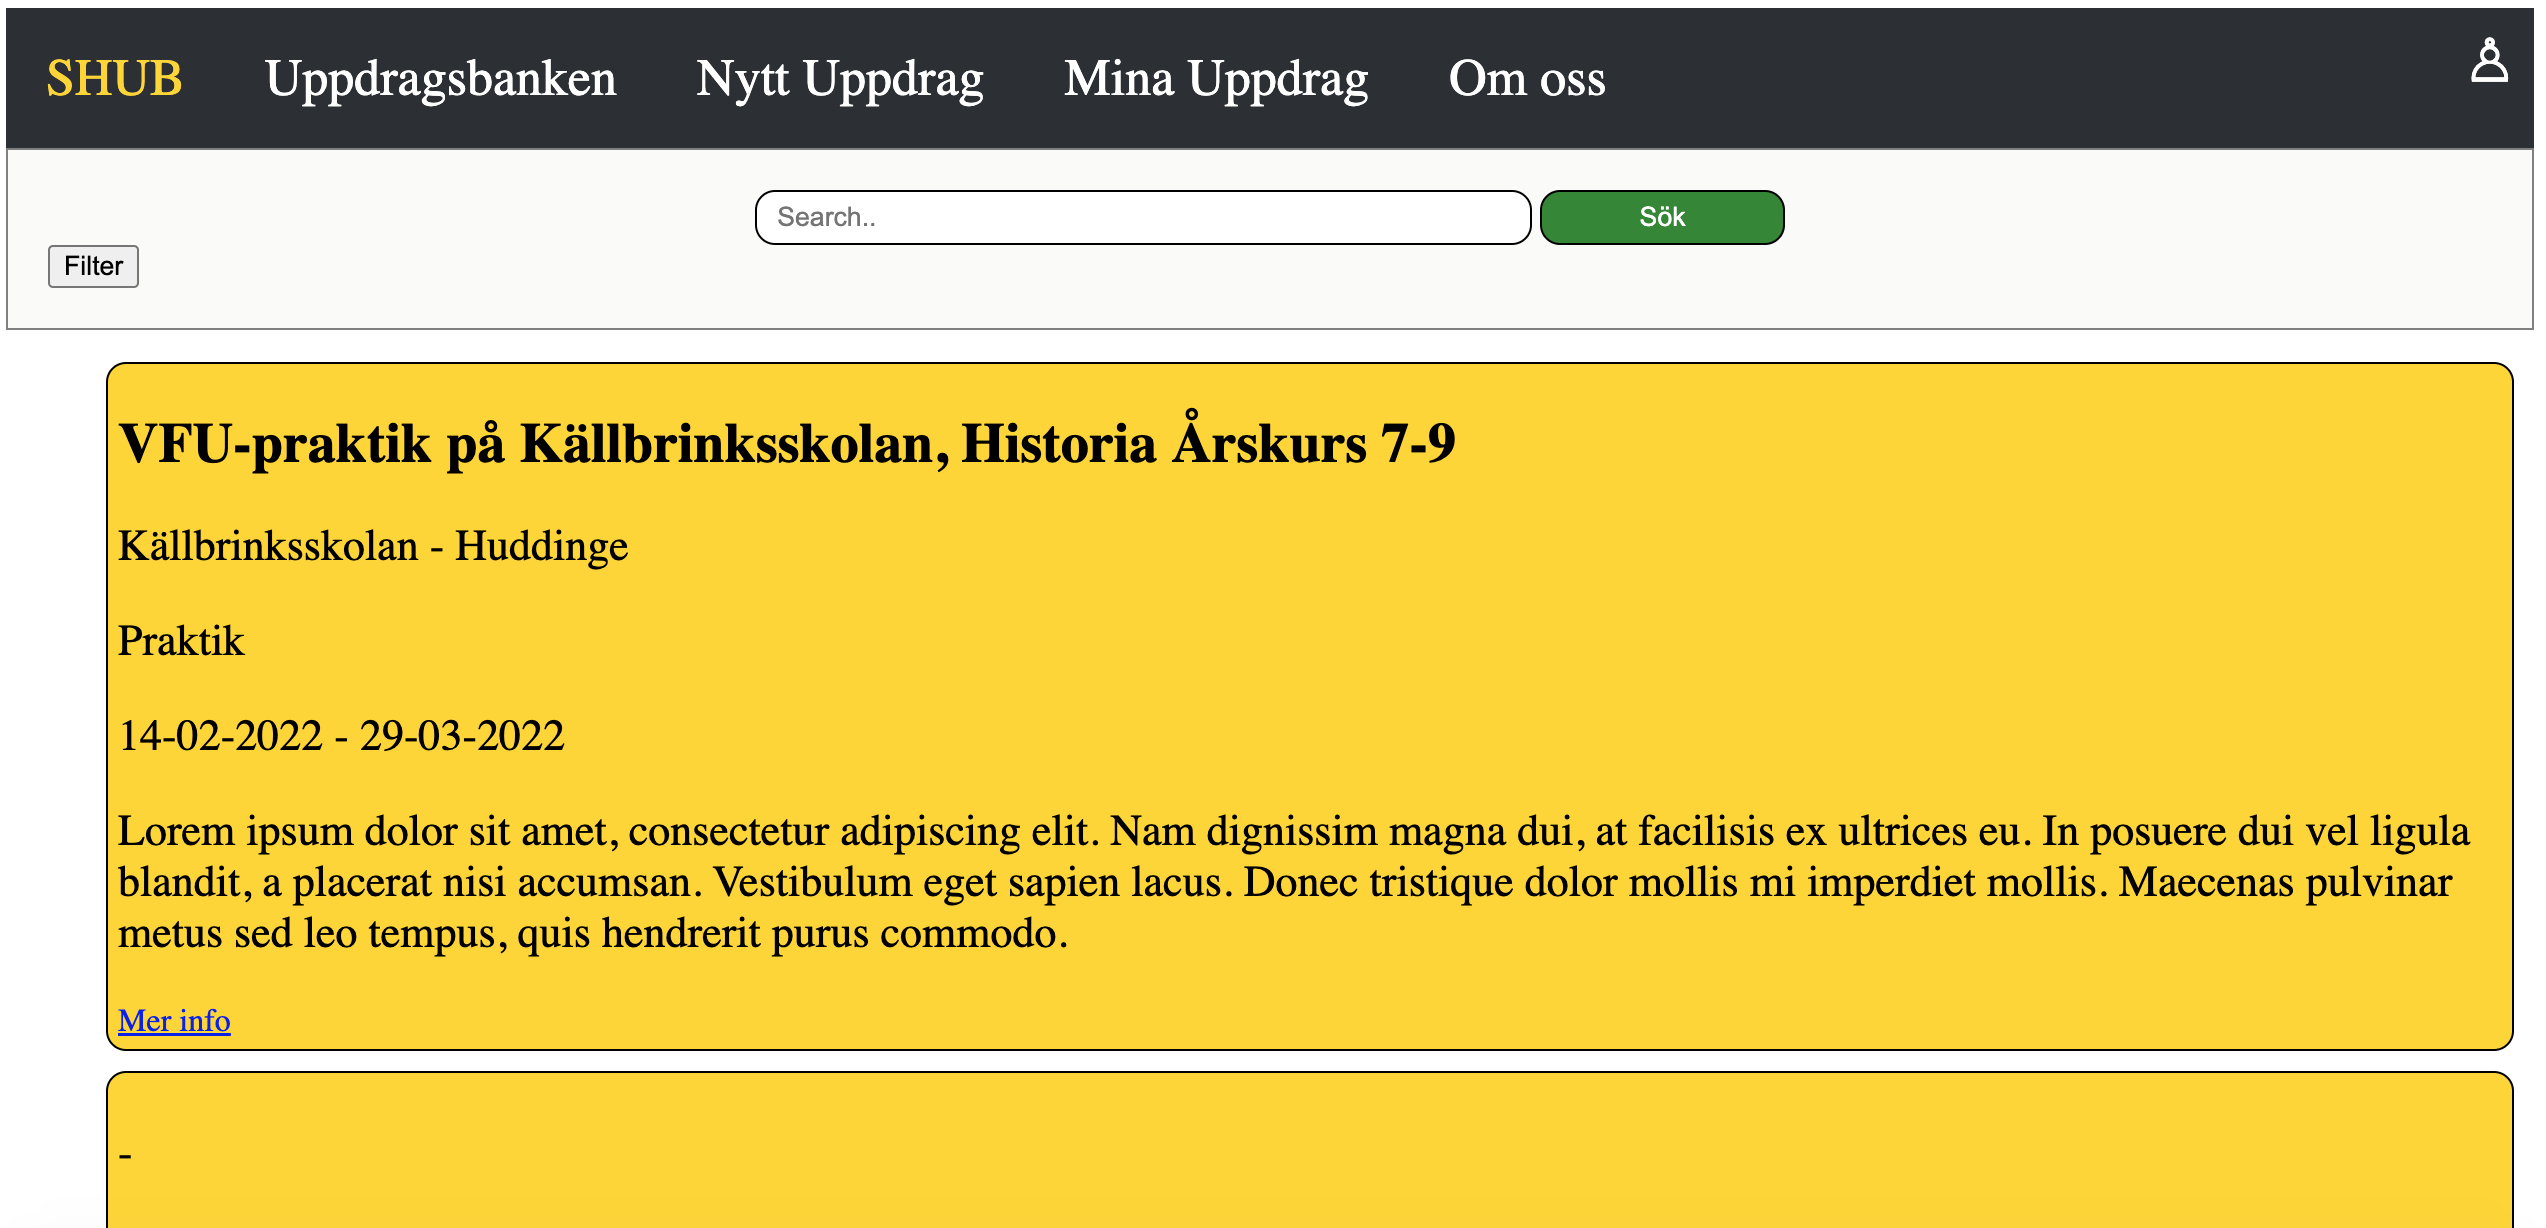 SHUB Uppdragsbanken Nytt Uppdrag Mina Uppdrag Om oss
Search.. Sök
Filter
VFU-praktik på Källbrinksskolan, Historia Årskurs 7-9
Källbrinksskolan - Huddinge
Praktik
14-02-2022 - 29-03-2022
Lorem ipsum dolor sit amet, consectetur adipiscing elit. Nam dignissim magna dui, at facilisis ex ultrices eu. In posuere dui vel ligula
blandit, a placerat nisi accumsan. Vestibulum eget sapien lacus. Donec tristique dolor mollis mi imperdiet mollis. Maecenas pulvinar
metus sed leo tempus, quis hendrerit purus commodo.
Mer info
-